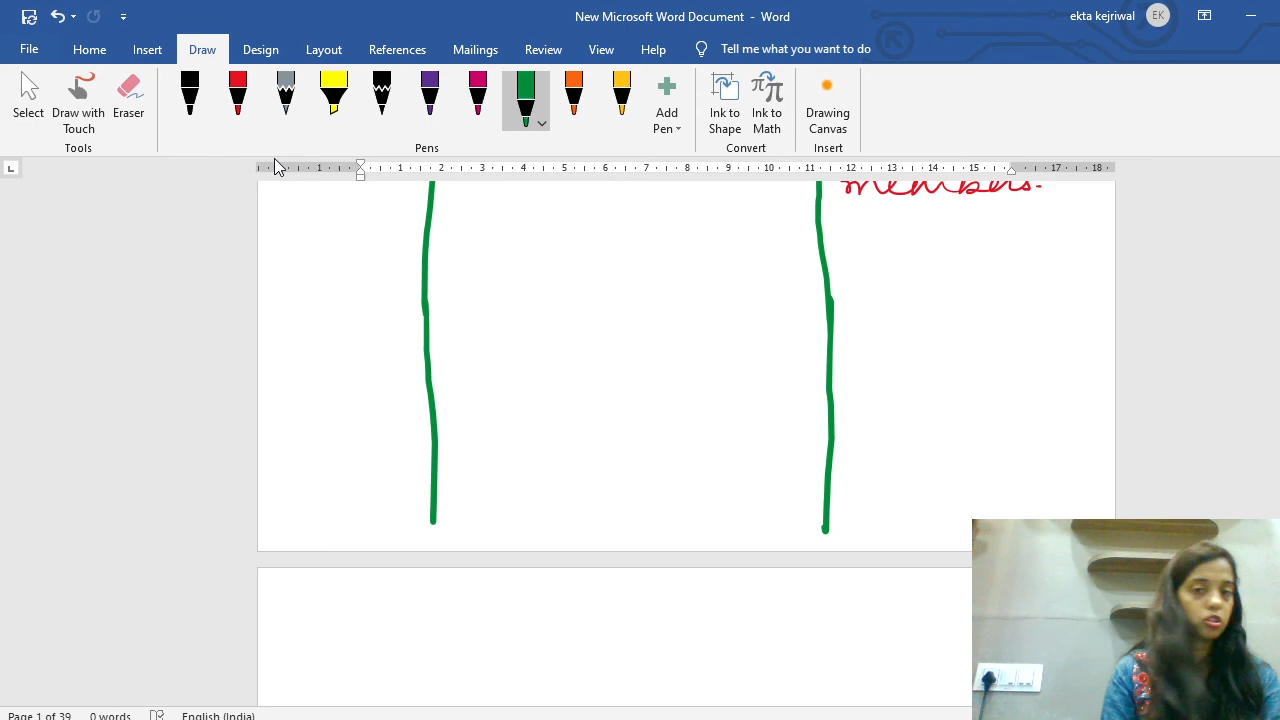 New Microsoft Word Document - Word
ekta kejriwal
EK
File
Home
Insert
Draw
Design
Layout
References
Mailings
Review
View
Help
Tell me what you want to do
Select
Draw with
Touch
Eraser
Add
Pen
Ink to
Shape
Ink to
Math
Drawing
Canvas
Tools
Pens
Convert
Insert
1 1 2 3 4 5 6 7 8 9 10 11 12 13 14 15 17 18
members.
Page 1 of 39
0 words
English (India)